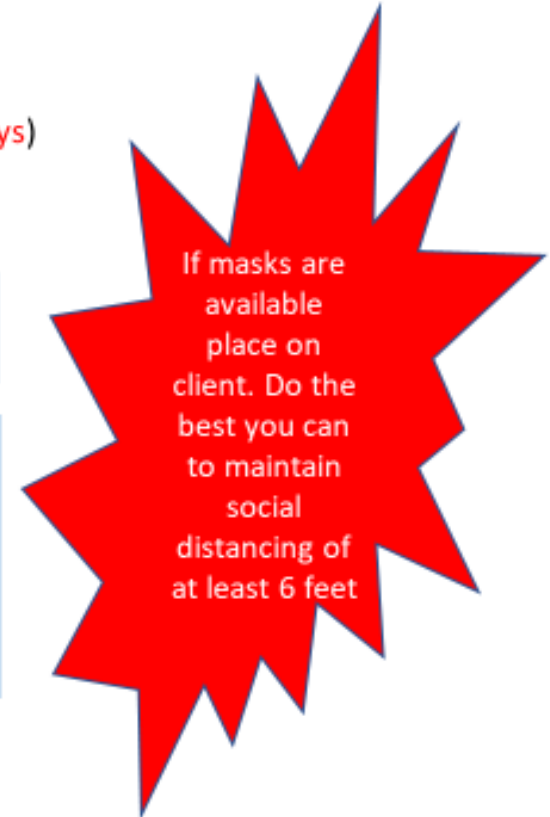 ys)
If masks are
available
place on
client. Do the
best you can
to maintain
social
distancing of
at least 6 feet